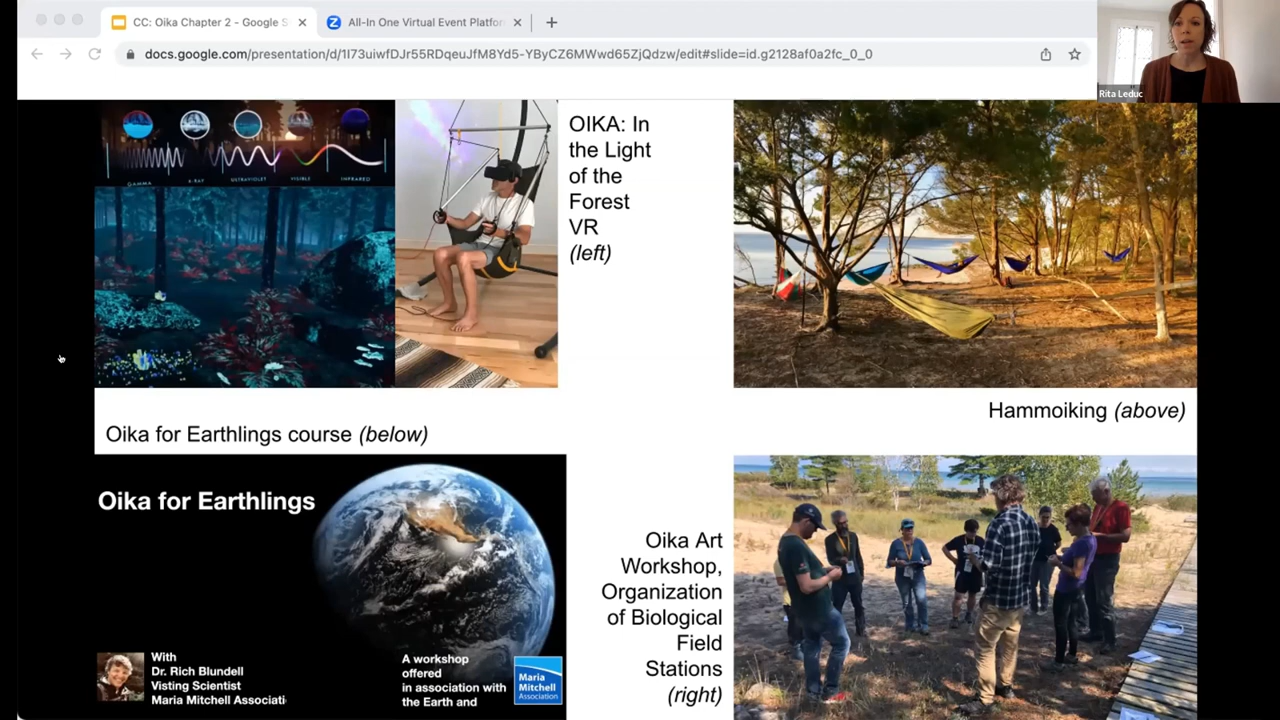 CC: Oika Chapter 2 - Google S
All-In One Virtual Event Platfor
docs.google.com/presentation/d/1I73uiwfDJr55RDqeuJfM8Yd5-YByCZ6MWwd65ZjQdzw/edit#slide=id.g2128af0a2fc_0_0
Rita Leduc
GAMMA X-RAY ULTRAVIOLET VISIBLE INFRARED
OIKA: In
the Light
of the
Forest
VR
(left)
Hammoiking (above)
Oika for Earthlings course (below)
Oika for Earthlings
With
Dr. Rich Blundell
Visting Scientist
Maria Mitchell Associati
A workshop
offered
in association with
the Earth and
Maria
Mitchell
Association
Oika Art
Workshop,
Organization
of Biological
Field
Stations
(right)